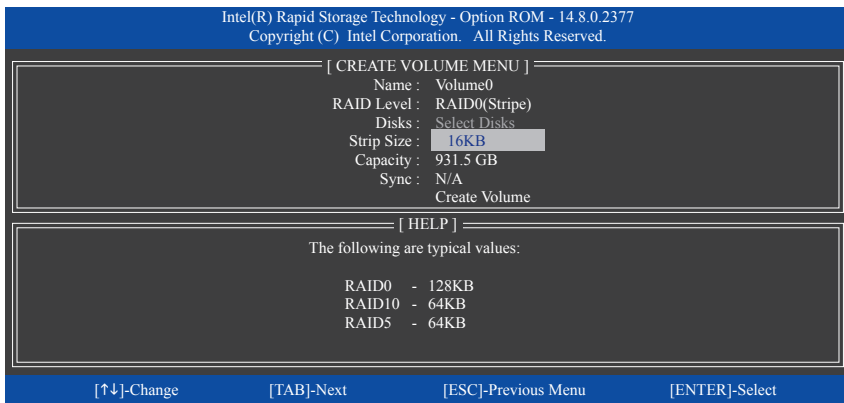 Intel(R) Rapid Storage Technology - Option ROM - 14.8.0.2377
Copyright (C) Intel Corporation. All Rights Reserved.
[ CREATE VOLUME MENU ]
Name : Volume0
RAID Level : RAID0(Stripe)
Disks : Select Disks
Strip Size : 16KB
Capacity : 931.5 GB
Sync : N/A
Create Volume
[ HELP ]
The following are typical values:
RAID0 - 128KB
RAID10 - 64KB
RAID5 - 64KB
[↑↓]-Change [TAB]-Next [ESC]-Previous Menu [ENTER]-Select